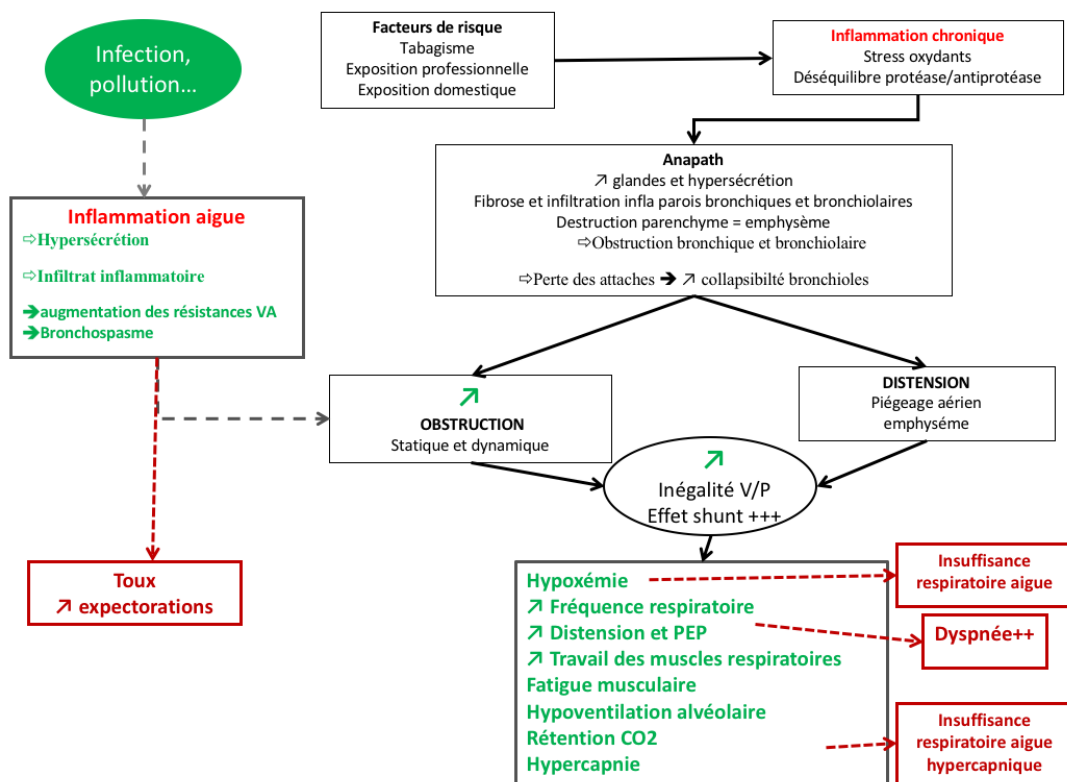 Infection,
pollution…
Facteurs de risque
Tabagisme
Exposition professionnelle
Exposition domestique
Inflammation chronique
Stress oxydants
Déséquilibre protéase/antiprotéase
Anapath
↗ glandes et hypersécrétion
Fibrose et infiltration infla parois bronchiques et bronchiolaires
Destruction parenchyme = emphysème
⇨Obstruction bronchique et bronchiolaire
⇨Perte des attaches ➔ ↗ collapsibilté bronchioles
Inflammation aigue
⇨Hypersécrétion
⇨Infiltrat inflammatoire
➔augmentation des résistances VA
➔Bronchospasme
↗
OBSTRUCTION
Statique et dynamique
DISTENSION
Piégeage aérien
emphyséme
↗
Inégalité V/P
Effet shunt +++
Toux
↗ expectorations
Hypoxémie
↗ Fréquence respiratoire
↗ Distension et PEP
↗ Travail des muscles respiratoires
Fatigue musculaire
Hypoventilation alvéolaire
Rétention CO2
Hypercapnie
Insuffisance
respiratoire aigue
Dyspnée++
Insuffisance
respiratoire aigue
hypercapnique